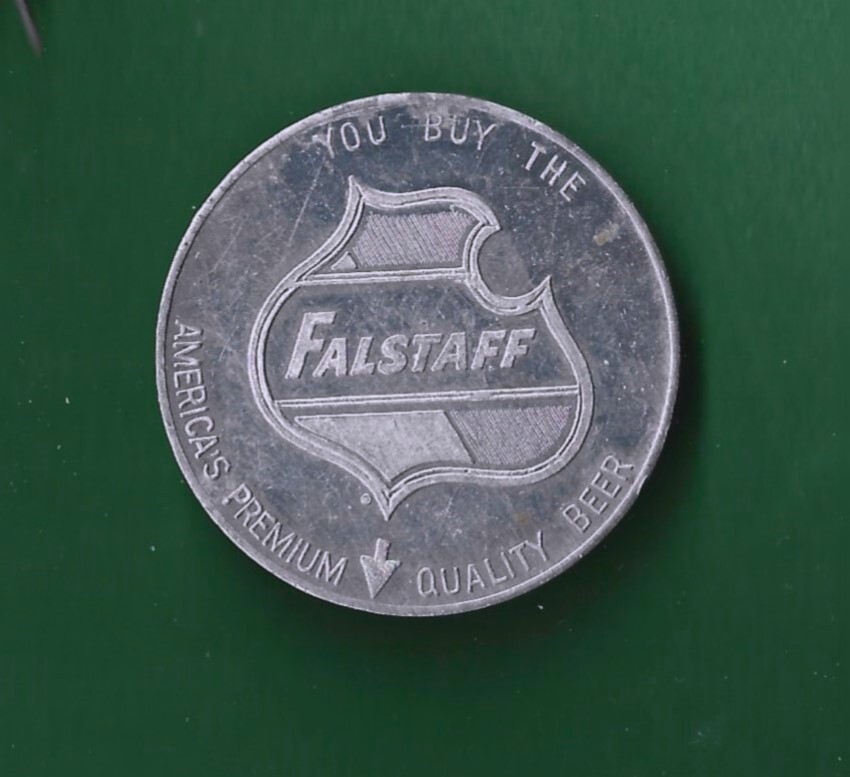 YOU BUY THE
FALSTAFF
®
AMERICA'S PREMIUM QUALITY BEER